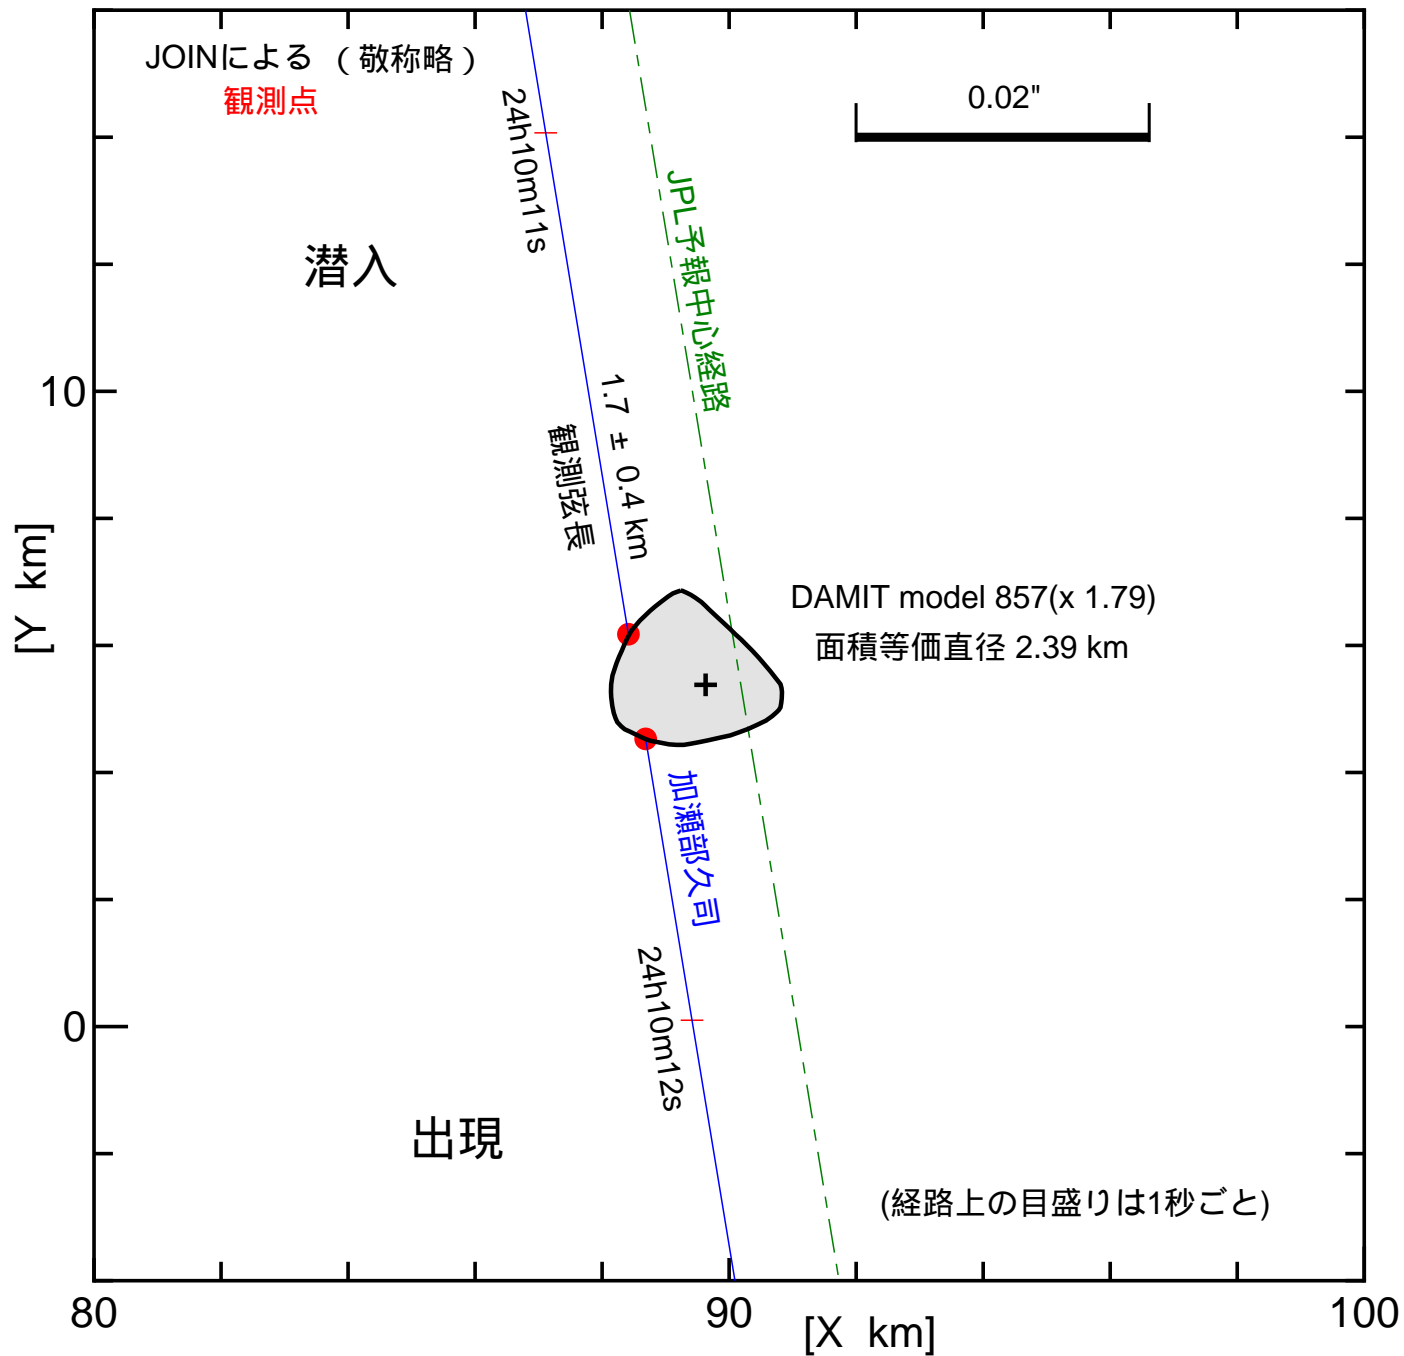 JOINによる （敬称略）
観測点
0.02"
24h10m11s
JPL予報中心経路
潜入
10
1.7 ± 0.4 km
観測弦長
[Y km]
DAMIT model 857(x 1.79)
面積等価直径 2.39 km
加瀬部久司
24h10m12s
0
出現
(経路上の目盛りは1秒ごと)
80
90
100
[X km]